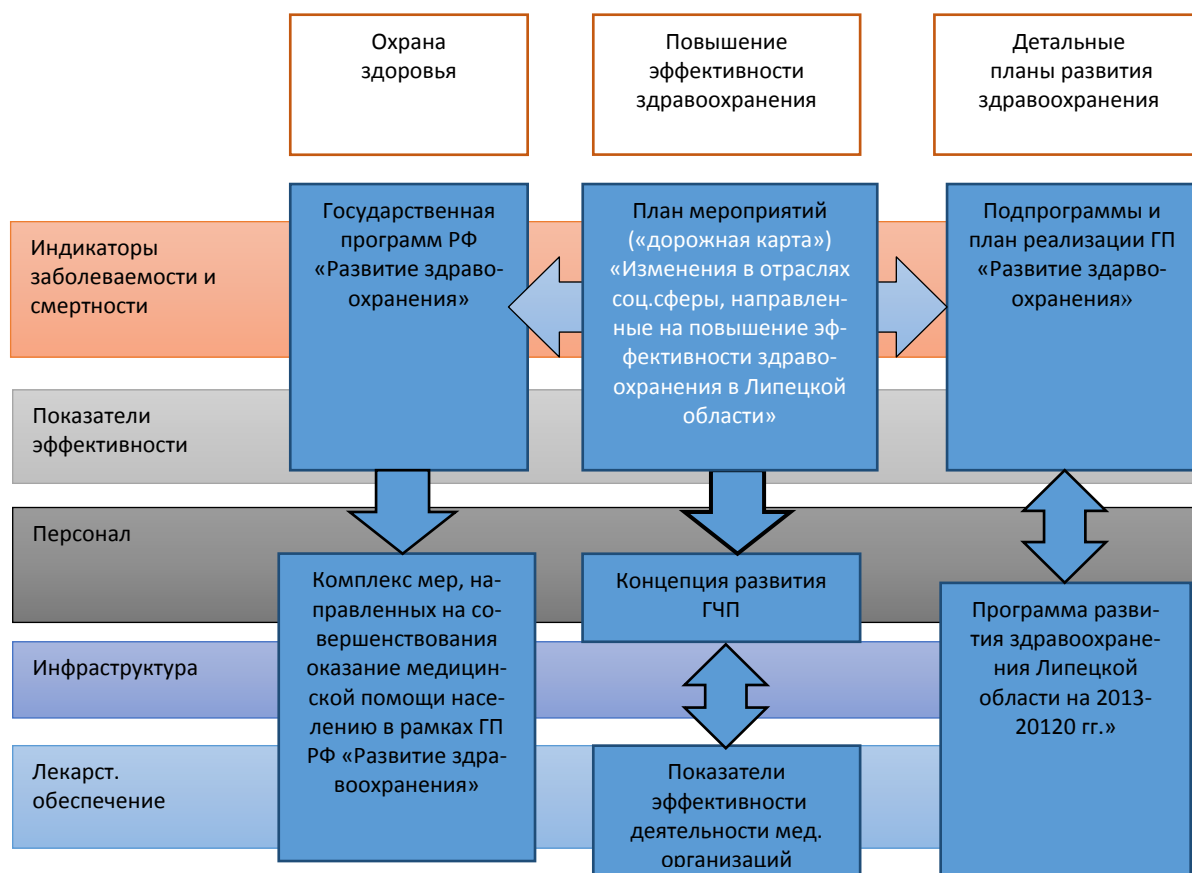 Охрана
здоровья
Повышение
эффективности
здравоохранения
Детальные
планы развития
здравоохранения
Индикаторы
заболеваемости и
смертности
Государственная
программ РФ
«Развитие здраво-
охранения»
План мероприятий
(«дорожная карта»)
«Изменения в отраслях
соц.сферы, направлен-
ные на повышение эф-
фективности здраво-
охранения в Липецкой
области»
Подпрограммы и
план реализации ГП
«Развитие здарво-
охранения»
Показатели
эффективности
Персонал
Комплекс мер, на-
правленных на со-
вершенствования
оказание медицин-
ской помощи насе-
лению в рамках ГП
РФ «Развитие здра-
воохранения»
Концепция развития
ГЧП
Программа разви-
тия здравоохране-
ния Липецкой
области на 2013-
20120 гг.»
Инфраструктура
Лекарст.
обеспечение
Показатели
эффективности
деятельности мед.
организаций